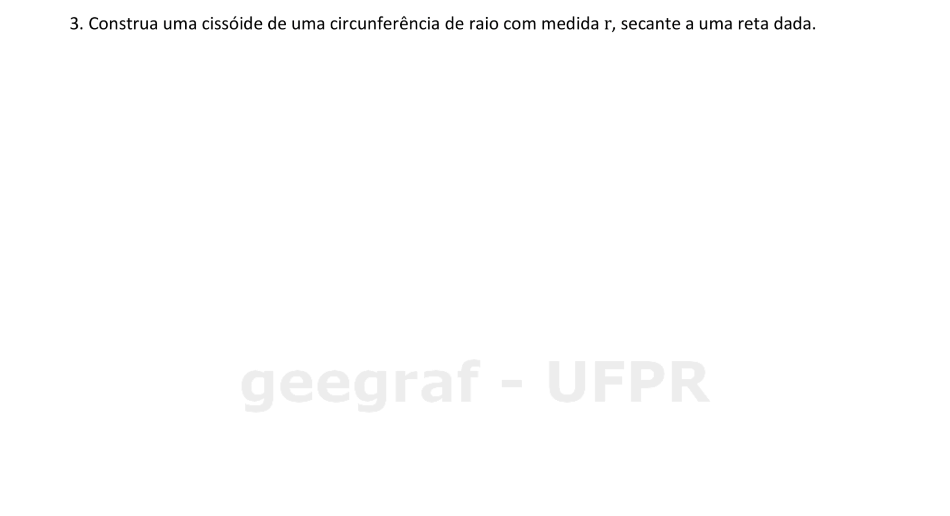 3. Construa uma cissóide de uma circunferência de raio com medida r, secante a uma reta dada.
geegraf - UFPR